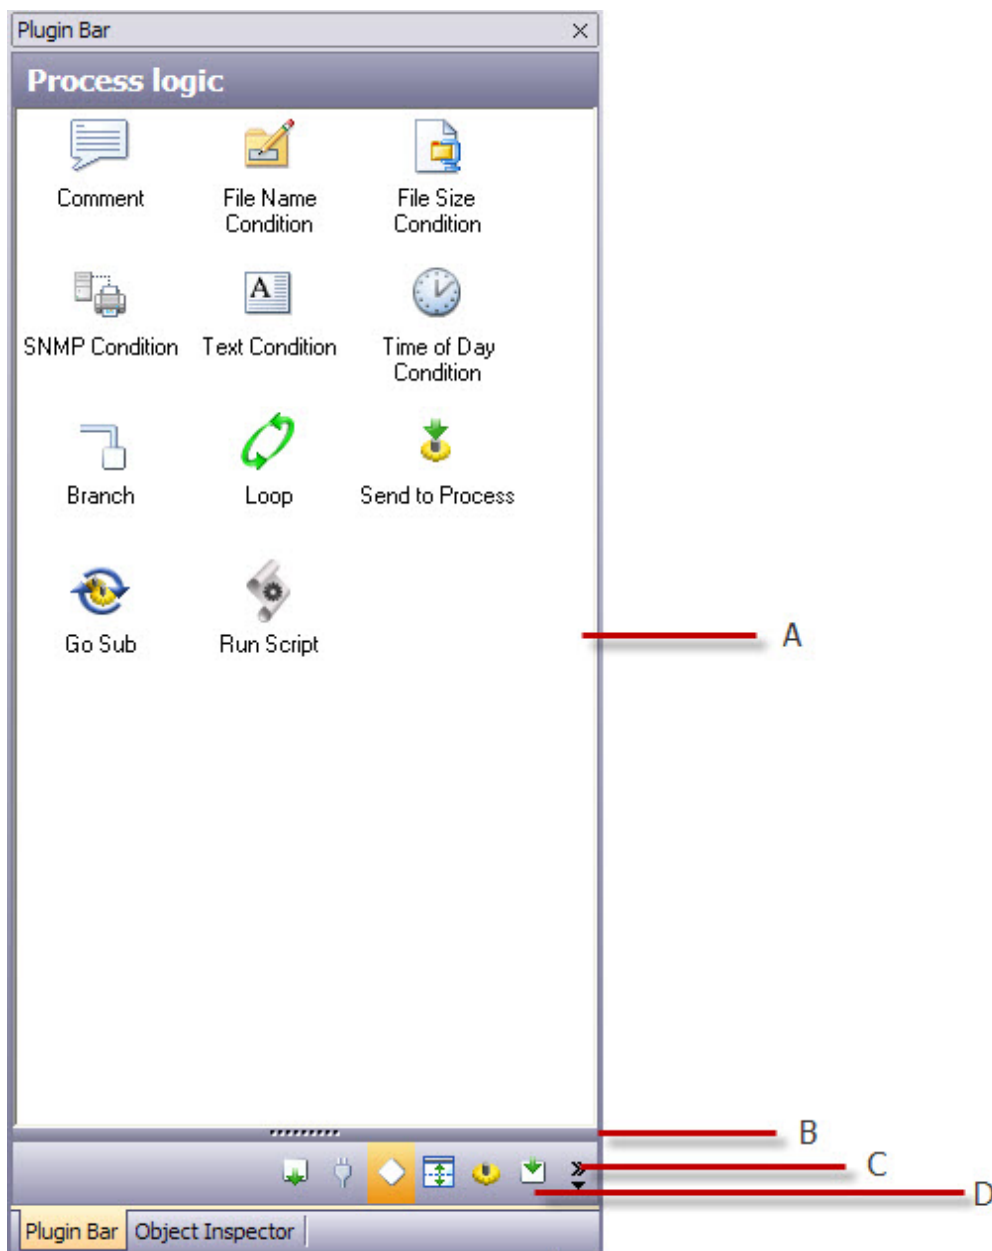 Plugin Bar
Process logic
Comment
File Name
Condition
File Size
Condition
SNMP Condition
Text Condition
Time of Day
Condition
Branch
Loop
Send to Process
Go Sub
Run Script
A
B
C
D
Plugin Bar
Object Inspector